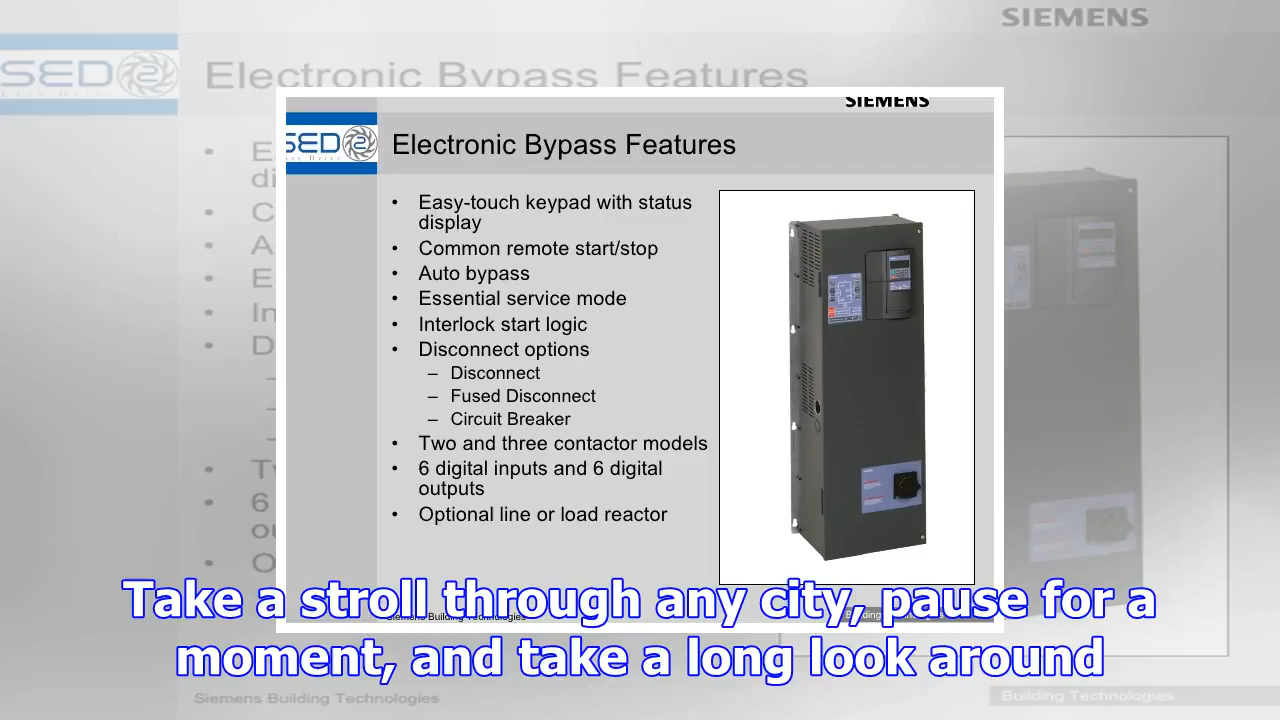 SIEMENS
SED2
Electronic Bypass Features
SIEMENS
SED2
Electronic Bypass Features
• Easy-touch keypad with status
display
• Common remote start/stop
• Auto bypass
• Essential service mode
• Interlock start logic
• Disconnect options
– Disconnect
– Fused Disconnect
– Circuit Breaker
• Two and three contactor models
• 6 digital inputs and 6 digital
outputs
• Optional line or load reactor
Siemens Building Technologies
Take a stroll through any city, pause for a
moment, and take a long look around
Siemens Building Technologies
Building Technologies